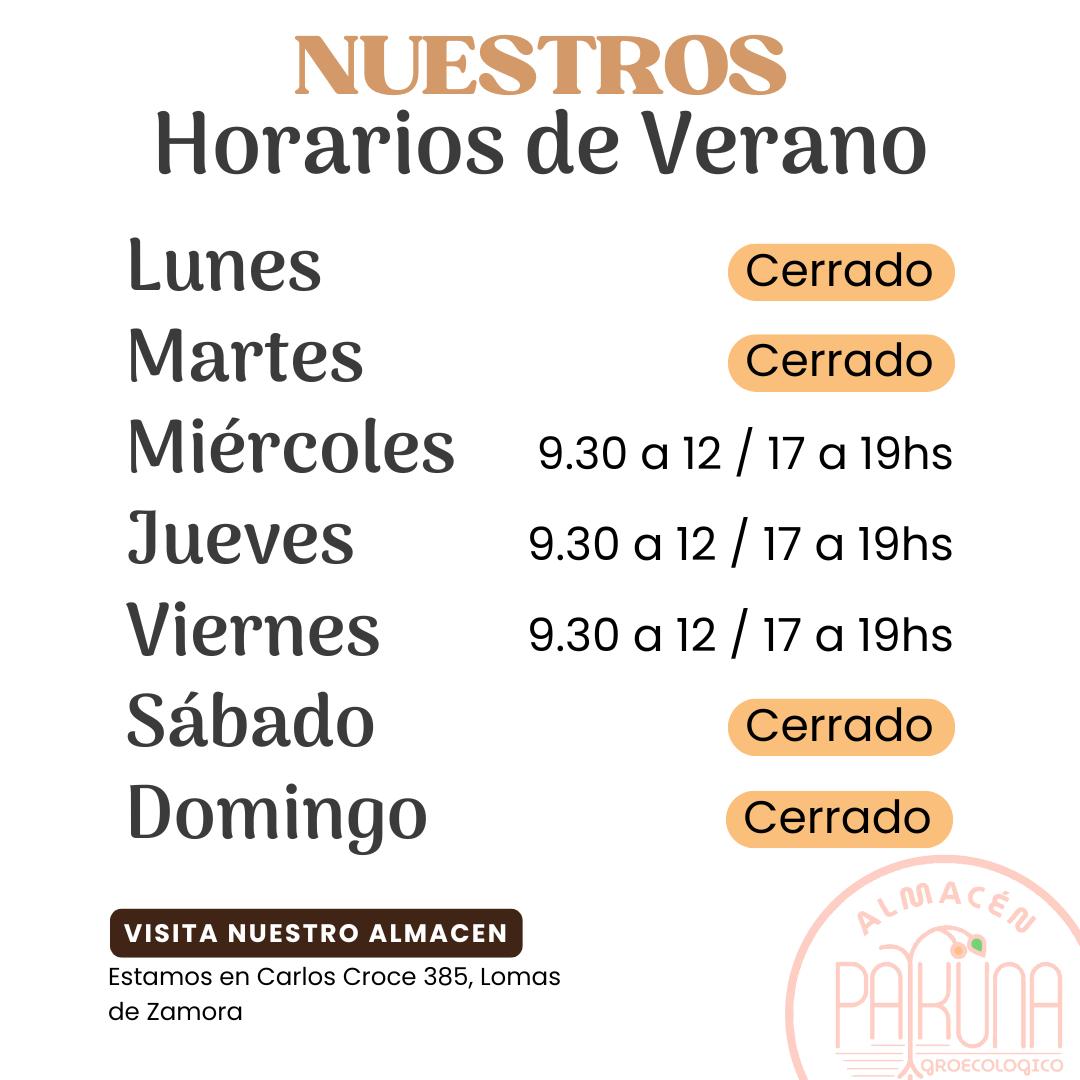 NUESTROS
Horarios de Verano
Lunes Cerrado
Martes Cerrado
Miércoles 9.30 a 12 / 17 a 19hs
Jueves 9.30 a 12 / 17 a 19hs
Viernes 9.30 a 12 / 17 a 19hs
Sábado Cerrado
Domingo Cerrado
VISITA NUESTRO ALMACEN
Estamos en Carlos Croce 385, Lomas
de Zamora
ALMACÉN
PAKUNA
AGROECOLOGICO